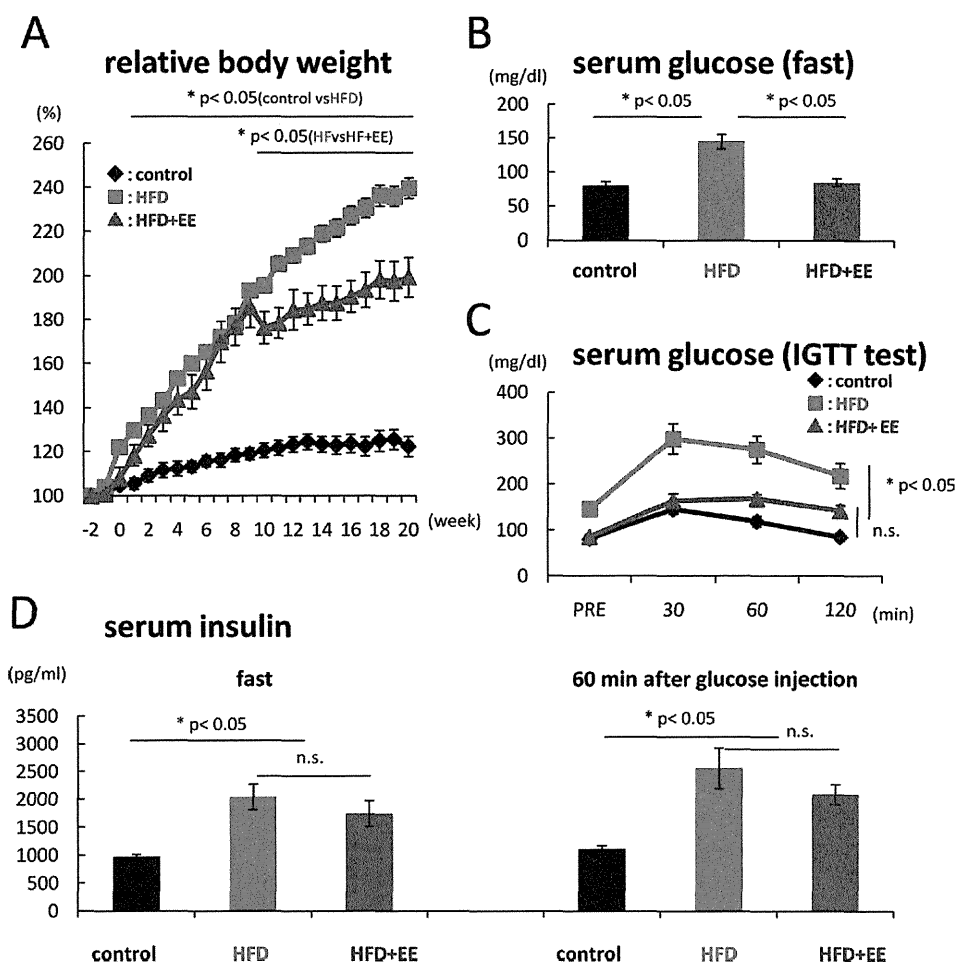 A
relative body weight
* p< 0.05(control vsHFD)
(%)
* p< 0.05(HFvsHF+EE)
260
240
220
200
180
160
140
120
100
: control
: HFD
: HFD+EE
-2 0 2 4 6 8 10 12 14 16 18 20
(week)
B
serum glucose (fast)
(mg/dl)
* p< 0.05 * p< 0.05
200
150
100
50
0
control HFD HFD+EE
C
serum glucose (IGTT test)
(mg/dl)
: control
: HFD
: HFD+ EE
400
300
200
100
0
* p< 0.05
n.s.
PRE 30 60 120 (min)
D
serum insulin
(pg/ml)
fast
60 min after glucose injection
3500
3000
2500
2000
1500
1000
500
0
* p< 0.05
n.s.
* p< 0.05
n.s.
control HFD HFD+EE
control HFD HFD+EE